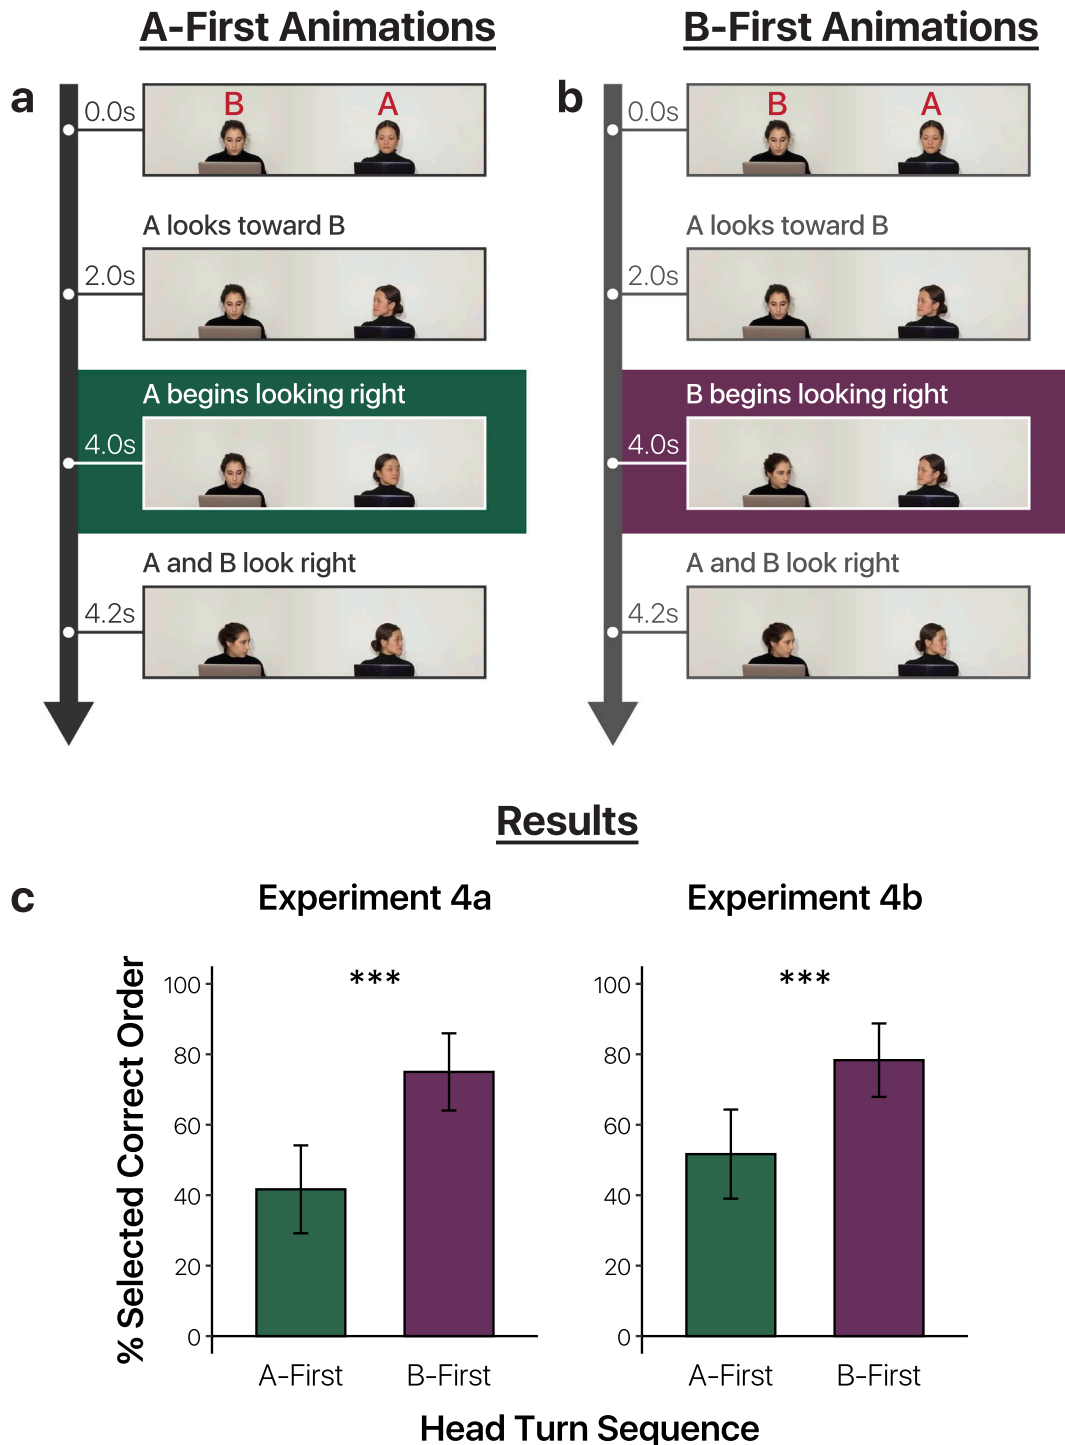 A-First Animations
B-First Animations
a
0.0s
B A
A looks toward B
2.0s
A begins looking right
4.0s
A and B look right
4.2s
b
0.0s
B A
A looks toward B
2.0s
B begins looking right
4.0s
A and B look right
4.2s
Results
c
Experiment 4a
Experiment 4b
% Selected Correct Order
***
100
80
60
40
20
0
A-First B-First
***
100
80
60
40
20
0
A-First B-First
Head Turn Sequence